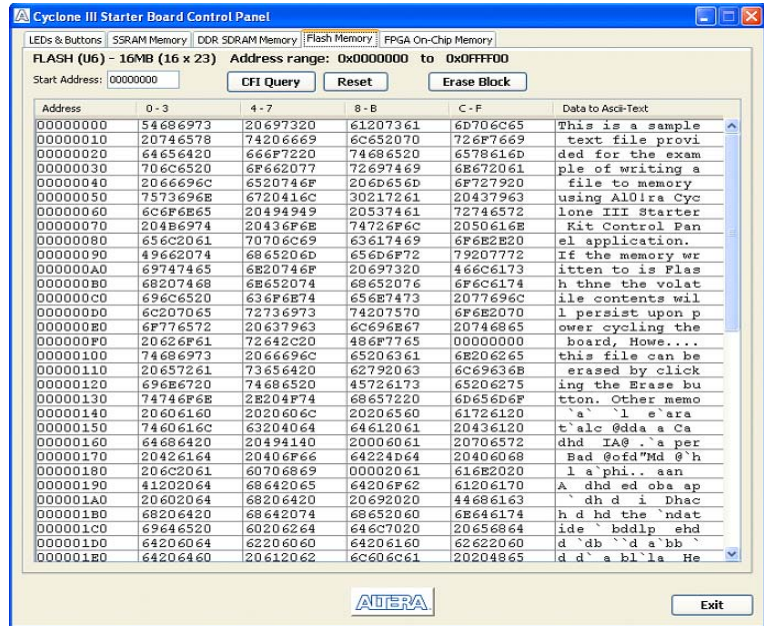 Cyclone III Starter Board Control Panel
LEDs & Buttons SSRAM Memory DDR SDRAM Memory Flash Memory FPGA On-Chip Memory
FLASH (U6) - 16MB (16 x 23) Address range: 0x0000000 to 0x0FFFF00
Start Address: 00000000 CFI Query Reset Erase Block
Address 0 - 3 4 - 7 8 - B C - F Data to Ascii-Text
00000000 54686973 20697320 61207361 6D706C65 This is a sample
00000010 20746578 74206669 6C652070 726F7669 text file provi
00000020 64656420 666F7220 74686520 6578616D ded for the exam
00000030 706C6520 6F662077 72697469 6E672061 ple of writing a
00000040 2066696C 6520746F 206D656D 6F727920 file to memory
00000050 7573696E 6720416C 30217261 20437963 using Al0!ra Cyc
00000060 6C6F6E65 20494949 20537461 72746572 lone III Starter
00000070 204B6974 20436F6E 74726F6C 2050616E Kit Control Pan
00000080 656C2061 70706C69 63617469 6F6E2E20 el application.
00000090 49662074 6865206D 656D6F72 79207772 If the memory wr
000000A0 69747465 6E20746F 20697320 466C6173 itten to is Flas
000000B0 68207468 6E652074 68652076 6F6C6174 h thne the volat
000000C0 696C6520 636F6E74 656E7473 2077696C ile contents wil
000000D0 6C207065 72736973 74207570 6F6E2070 l persist upon p
000000E0 6F776572 20637963 6C696E67 20746865 ower cycling the
000000F0 20626F61 72642C20 486F7765 00000000 board, Howe....
00000100 74686973 2066696C 65206361 6E206265 this file can be
00000110 20657261 73656420 62792063 6C69636B erased by click
00000120 696E6720 74686520 45726173 65206275 ing the Erase bu
00000130 74746F6E 2E204F74 68657220 6D656D6F tton. Other memo
00000140 20606160 2020606C 20206560 61726120 `a` `l e`ara
00000150 7460616C 63204064 64612061 20436120 t`alc @dda a Ca
00000160 64686420 20494140 20006061 20706572 dhd IA@ .`a per
00000170 20426164 20406F66 64224D64 20406068 Bad @ofd"Md @`h
00000180 206C2061 60706869 00002061 616E2020 l a`phi.. aan
00000190 41202064 68642065 64206F62 61206170 A dhd ed oba ap
000001A0 20602064 68206420 20692020 44686163 ` dh d i Dhac
000001B0 68206420 68642074 68652060 6E646174 h d hd the `ndat
000001C0 69646520 60206264 646C7020 20656864 ide ` bddlp ehd
000001D0 64206064 62206060 64206160 62622060 d `db ``d a`bb `
000001E0 64206460 20612062 6C606C61 20204865 d d` a bl`la He
ALTERA.
Exit